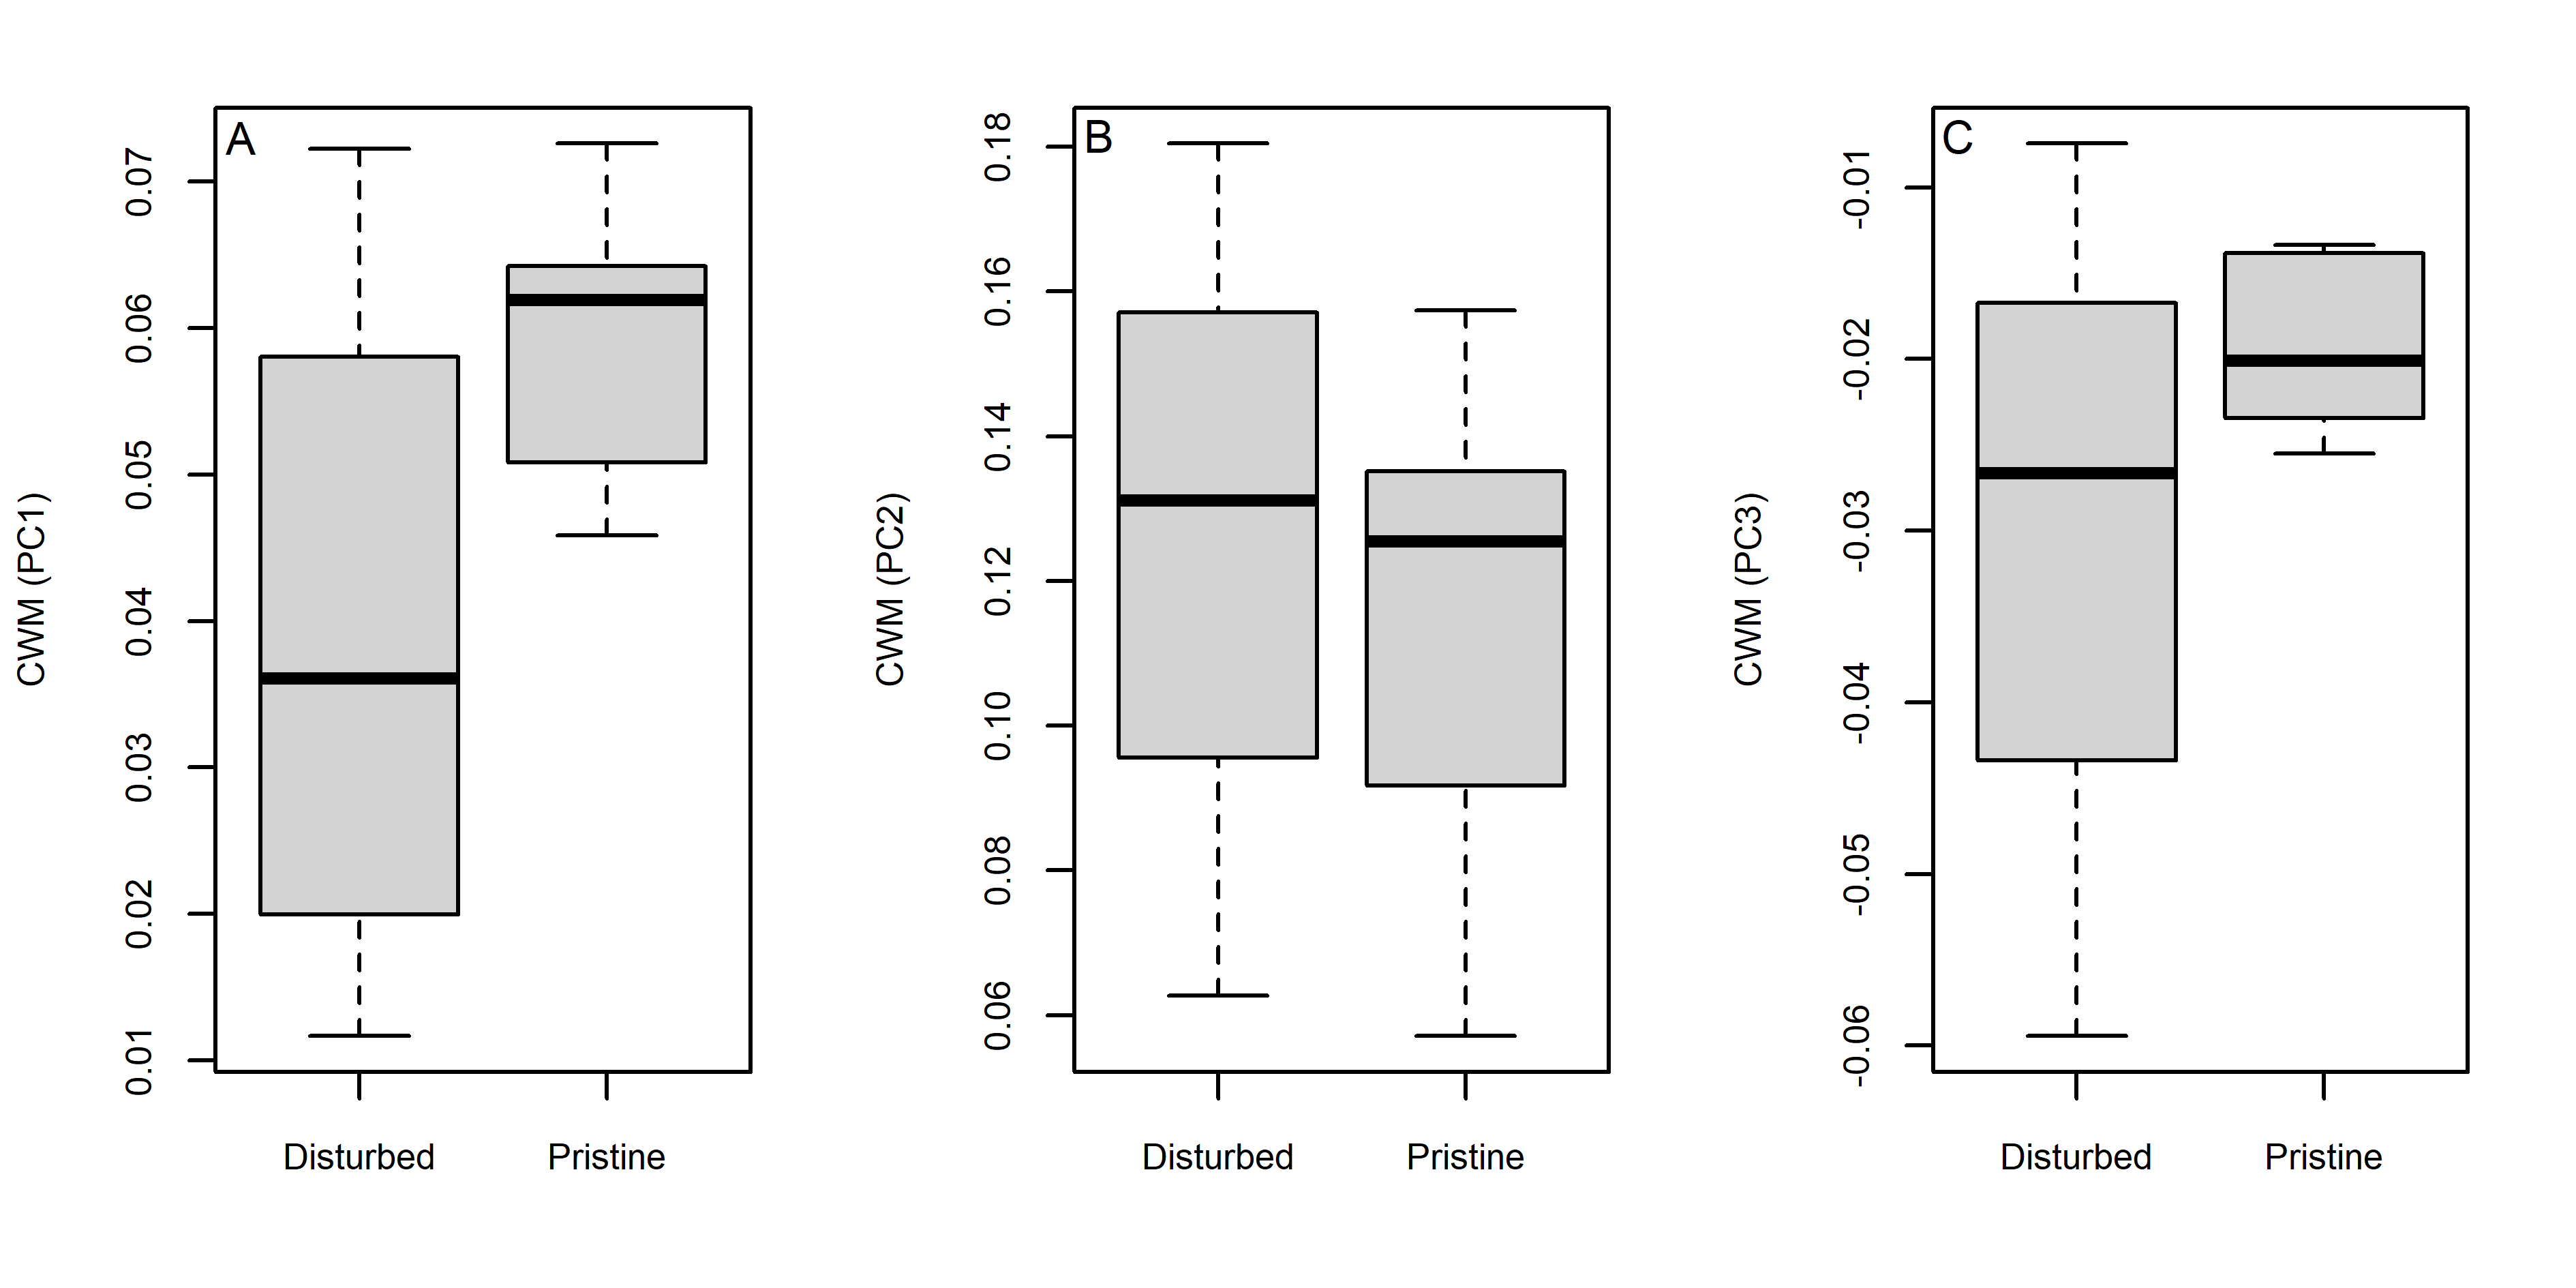 A
CWM (PC1)
0.07
0.06
0.05
0.04
0.03
0.02
0.01
Disturbed
Pristine
B
CWM (PC2)
0.18
0.16
0.14
0.12
0.10
0.08
0.06
Disturbed
Pristine
C
CWM (PC3)
-0.01
-0.02
-0.03
-0.04
-0.05
-0.06
Disturbed
Pristine